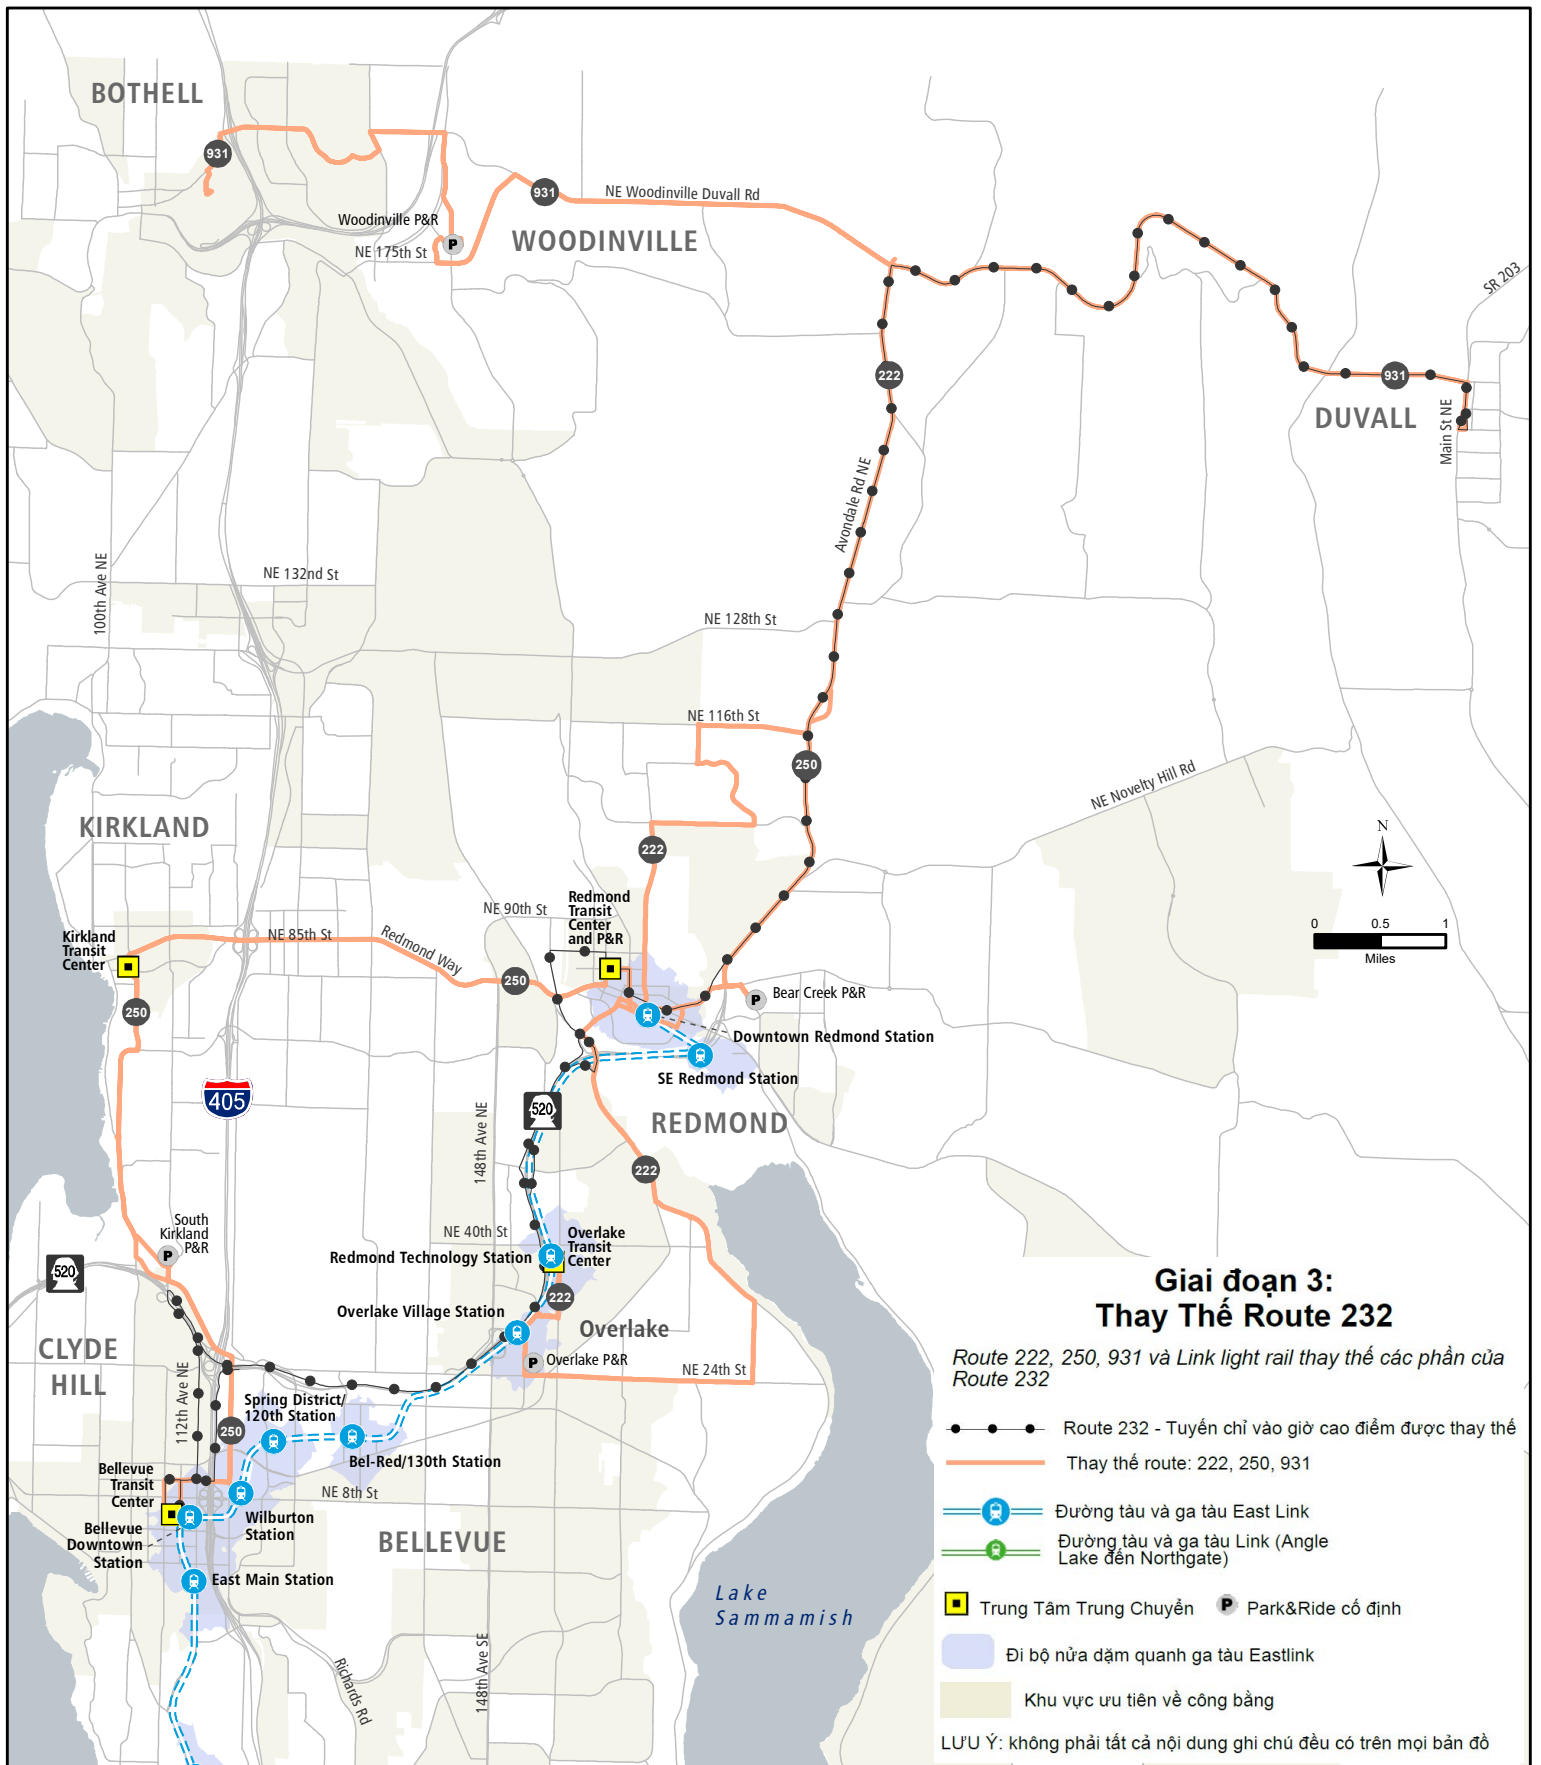 BOTHELL
931
931
NE Woodinville Duvall Rd
Woodinville P&R
P
NE 175th St
WOODINVILLE
SR 203
222
931
DUVALL
Main St NE
Avondale Rd NE
100th Ave NE
NE 132nd St
NE 128th St
NE 116th St
250
NE Novelty Hill Rd
KIRKLAND
222
N
0 0.5 1
Miles
Redmond
Transit
Center
and P&R
NE 90th St
Kirkland
Transit
Center
NE 85th St
Redmond Way
250
250
P
Bear Creek P&R
Downtown Redmond Station
SE Redmond Station
405
520
REDMOND
148th Ave NE
222
South
Kirkland
P&R
P
NE 40th St
Overlake
Transit
Center
Redmond Technology Station
520
222
Overlake Village Station
Overlake
P
Overlake P&R
NE 24th St
CLYDE
HILL
112th Ave NE
Spring District/
120th Station
250
Bel-Red/130th Station
Bellevue
Transit
Center
NE 8th St
Wilburton
Station
Bellevue
Downtown
Station
BELLEVUE
East Main Station
Lake
Sammamish
148th Ave SE
Richards Rd
Giai đoạn 3:
Thay Thế Route 232
Route 222, 250, 931 và Link light rail thay thế các phần của
Route 232
Route 232 - Tuyến chỉ vào giờ cao điểm được thay thế
Thay thế route: 222, 250, 931
Đường tàu và ga tàu East Link
Đường tàu và ga tàu Link (Angle
Lake đến Northgate)
Trung Tâm Trung Chuyển
P
Park&Ride cố định
Đi bộ nửa dặm quanh ga tàu Eastlink
Khu vực ưu tiên về công bằng
LƯU Ý: không phải tất cả nội dung ghi chú đều có trên mọi bản đồ